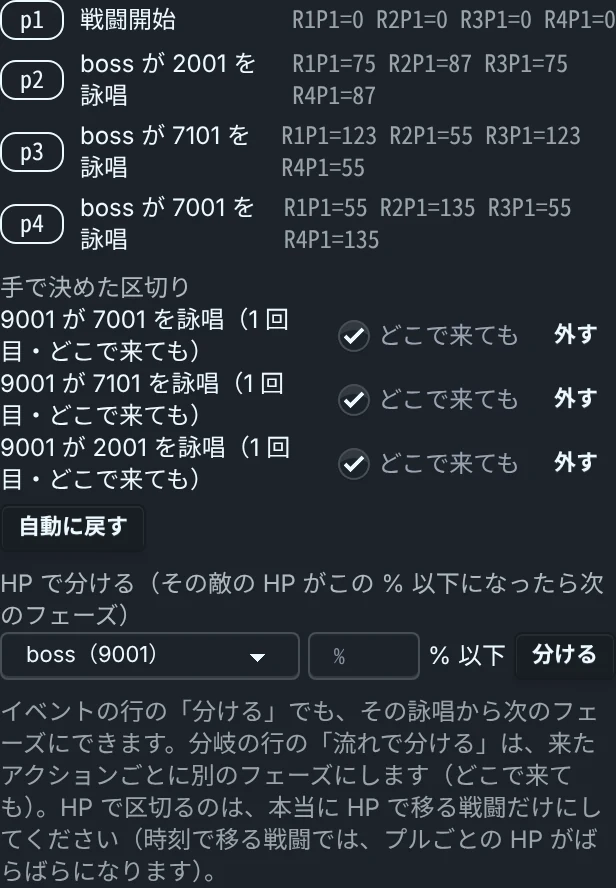 p1 戦闘開始 R1P1=0 R2P1=0 R3P1=0 R4P1=0
p2 boss が 2001 を R1P1=75 R2P1=87 R3P1=75
詠唱 R4P1=87
p3 boss が 7101 を R1P1=123 R2P1=55 R3P1=123
詠唱 R4P1=55
p4 boss が 7001 を R1P1=55 R2P1=135 R3P1=55
詠唱 R4P1=135
手で決めた区切り
9001 が 7001 を詠唱（1 回
目・どこで来ても） どこで来ても 外す
9001 が 7101 を詠唱（1 回
目・どこで来ても） どこで来ても 外す
9001 が 2001 を詠唱（1 回
目・どこで来ても） どこで来ても 外す
自動に戻す
HP で分ける（その敵の HP がこの % 以下になったら次
のフェーズ）
boss（9001） % % 以下 分ける
イベントの行の「分ける」でも、その詠唱から次のフェ
ーズにできます。分岐の行の「流れで分ける」は、来た
アクションごとに別のフェーズにします（どこで来て
も）。HP で区切るのは、本当に HP で移る戦闘だけにし
てください（時刻で移る戦闘では、プルごとの HP がば
らばらになります）。